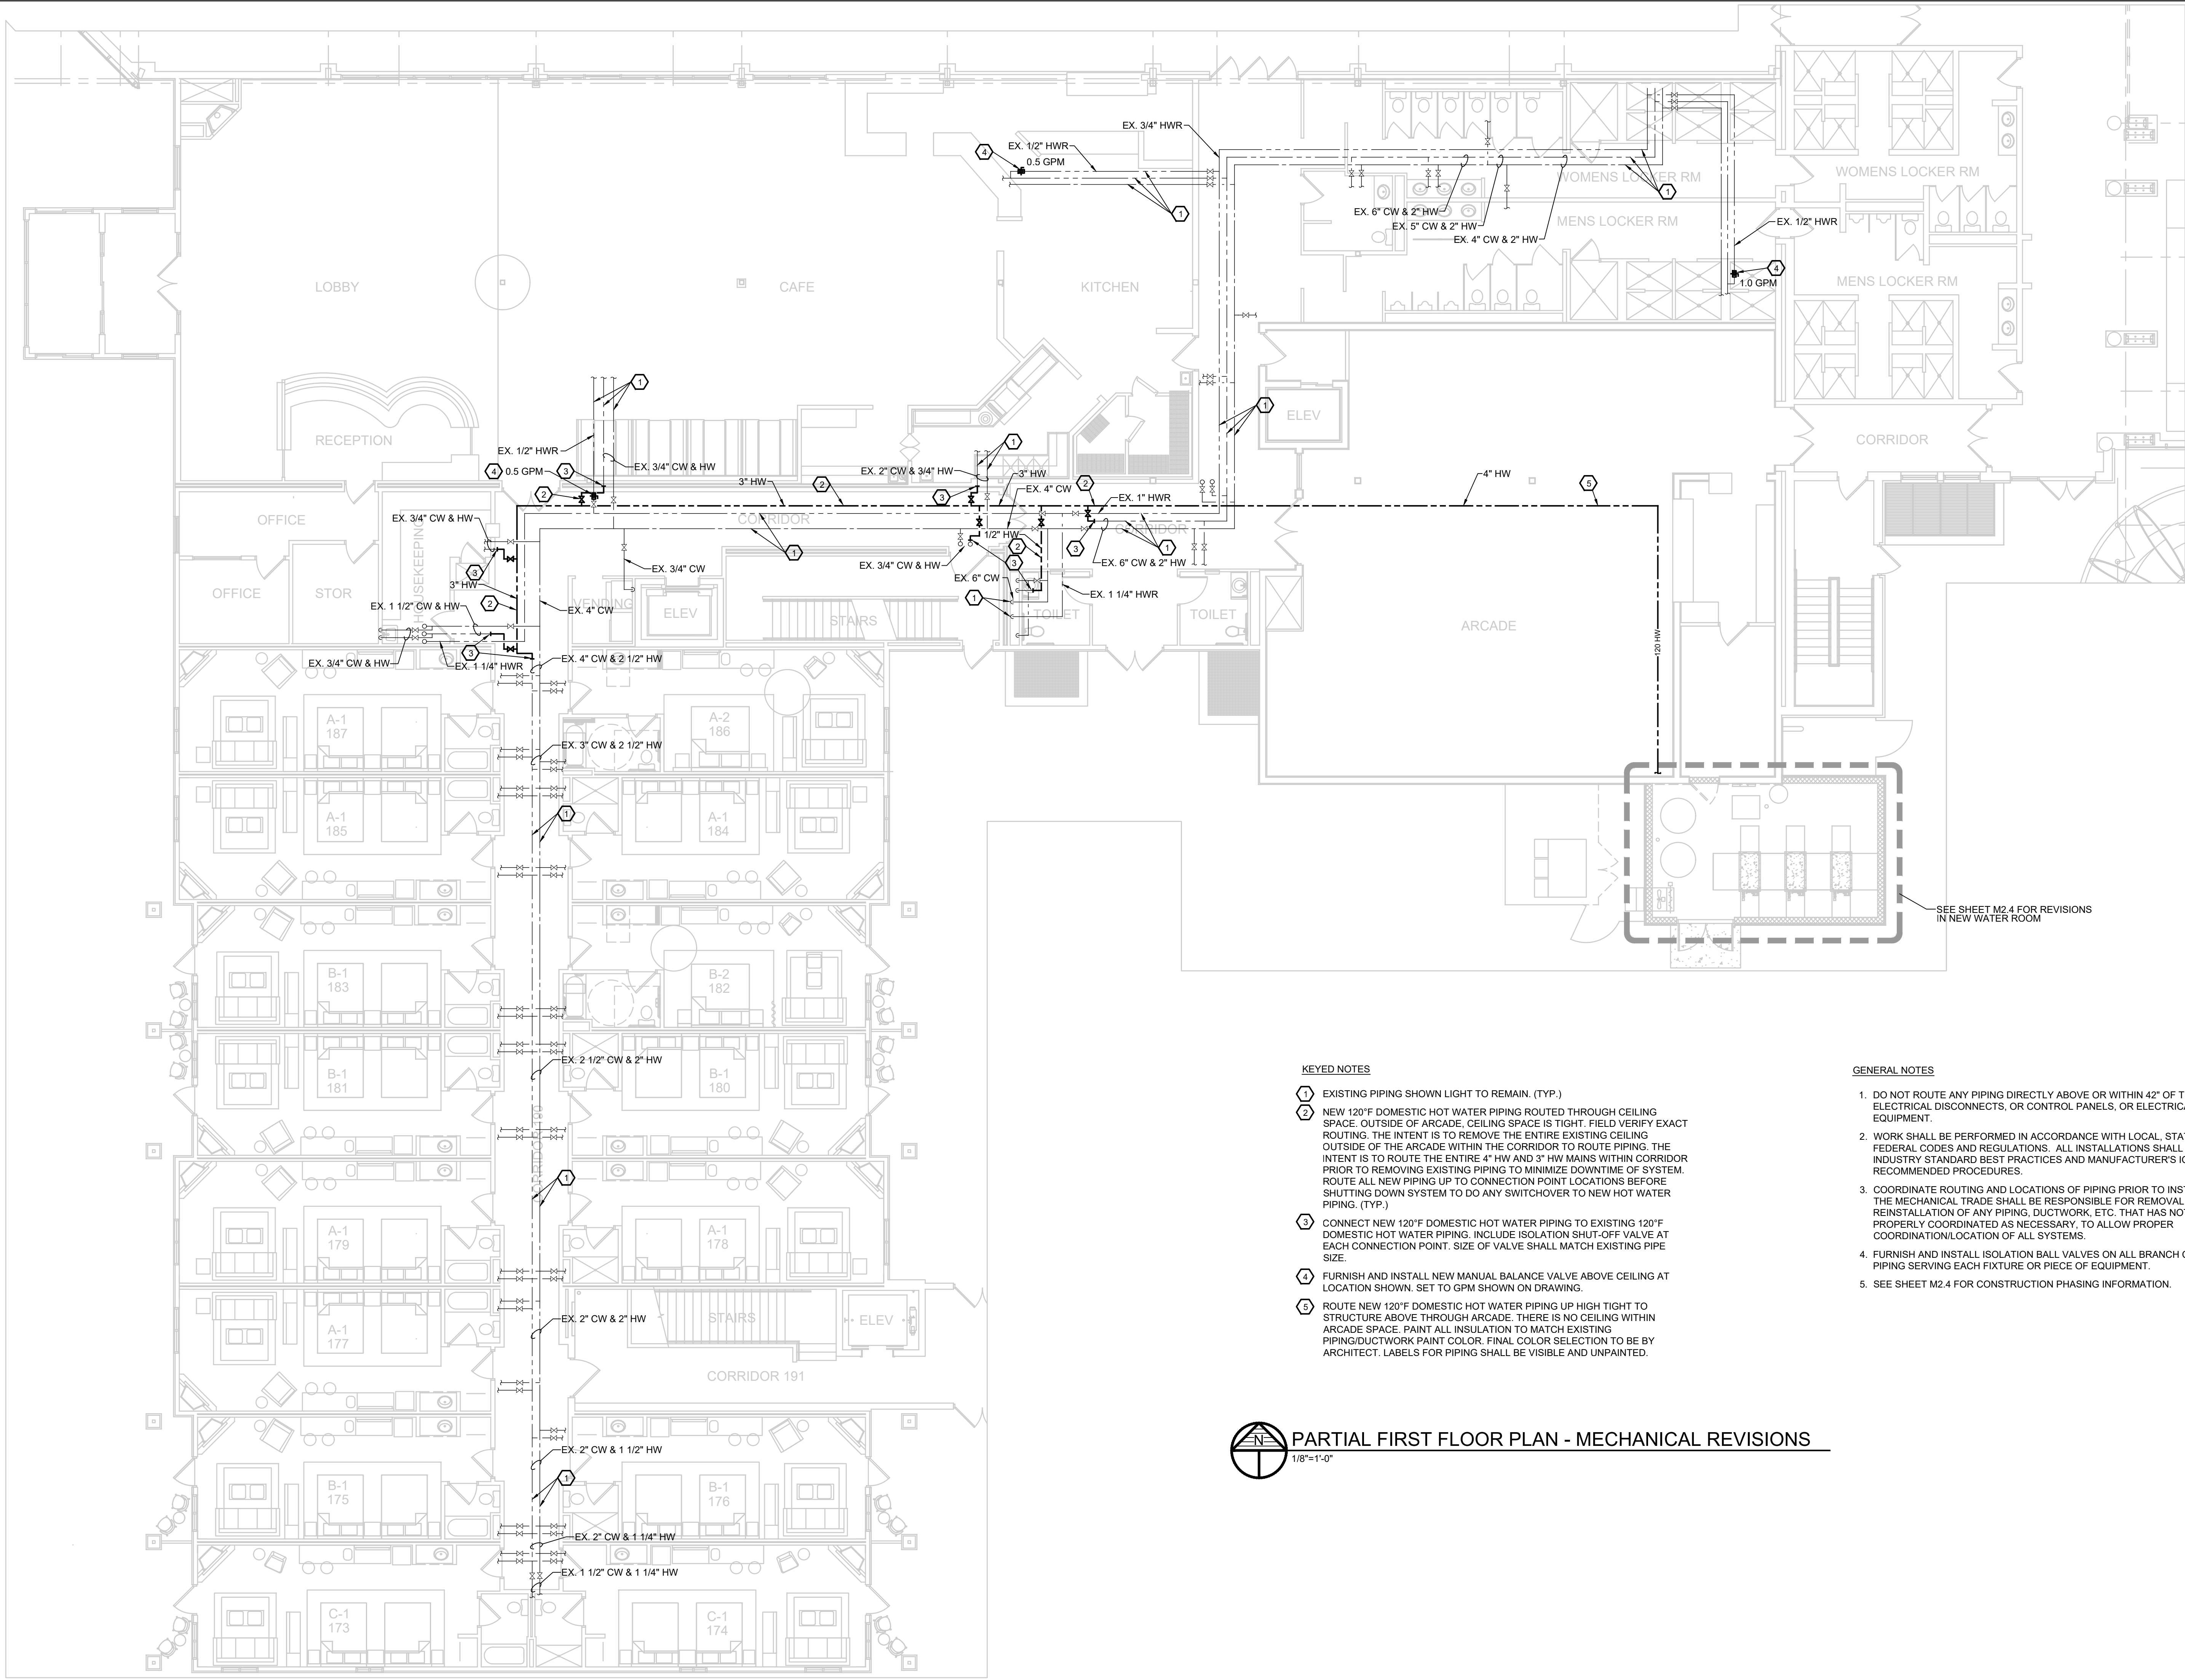 EX. 3/4" HWR
EX. 1/2" HWR
4
0.5 GPM
1
WOMENS LOCKER RM
WOMENS LOCKER RM
1
EX. 6" CW & 2" HW
EX. 5" CW & 2" HW
EX. 4" CW & 2" HW
MENS LOCKER RM
EX. 1/2" HWR
4
1.0 GPM
MENS LOCKER RM
LOBBY
CAFE
KITCHEN
1
1
ELEV
RECEPTION
CORRIDOR
EX. 1/2" HWR
EX. 3/4" CW & HW
4
0.5 GPM
3
2
1
EX. 2" CW & 3/4" HW
3" HW
EX. 4" CW
3
2
EX. 1" HWR
3" HW
2
4" HW
5
OFFICE
EX. 3/4" CW & HW
CORRIDOR
CORRIDOR
1
1/2" HW
2
3
3
1
EX. 6" CW & 2" HW
EX. 3/4" CW & HW
EX. 6" CW
1
EX. 1 1/4" HWR
EX. 3/4" CW
OFFICE
STOR
HOUSEKEEPING
3
3" HW
2
EX. 1 1/2" CW & HW
EX. 4" CW
VENDING
ELEV
STAIRS
TOILET
TOILET
ARCADE
120 HW
EX. 3/4" CW & HW
3
EX. 1 1/4" HWR
EX. 4" CW & 2 1/2" HW
A-1
187
A-2
186
EX. 3" CW & 2 1/2" HW
A-1
185
1
A-1
184
SEE SHEET M2.4 FOR REVISIONS
IN NEW WATER ROOM
B-1
183
B-2
182
EX. 2 1/2" CW & 2" HW
B-1
181
B-1
180
1
A-1
179
A-1
178
EX. 2" CW & 2" HW
A-1
177
STAIRS
ELEV
CORRIDOR 191
EX. 2" CW & 1 1/2" HW
1
B-1
175
B-1
176
EX. 2" CW & 1 1/4" HW
EX. 1 1/2" CW & 1 1/4" HW
C-1
173
C-1
174
KEYED NOTES
1 EXISTING PIPING SHOWN LIGHT TO REMAIN. (TYP.)
2 NEW 120°F DOMESTIC HOT WATER PIPING ROUTED THROUGH CEILING
SPACE. OUTSIDE OF ARCADE, CEILING SPACE IS TIGHT. FIELD VERIFY EXACT
ROUTING. THE INTENT IS TO REMOVE THE ENTIRE EXISTING CEILING
OUTSIDE OF THE ARCADE WITHIN THE CORRIDOR TO ROUTE PIPING. THE
INTENT IS TO ROUTE THE ENTIRE 4" HW AND 3" HW MAINS WITHIN CORRIDOR
PRIOR TO REMOVING EXISTING PIPING TO MINIMIZE DOWNTIME OF SYSTEM.
ROUTE ALL NEW PIPING UP TO CONNECTION POINT LOCATIONS BEFORE
SHUTTING DOWN SYSTEM TO DO ANY SWITCHOVER TO NEW HOT WATER
PIPING. (TYP.)
3 CONNECT NEW 120°F DOMESTIC HOT WATER PIPING TO EXISTING 120°F
DOMESTIC HOT WATER PIPING. INCLUDE ISOLATION SHUT-OFF VALVE AT
EACH CONNECTION POINT. SIZE OF VALVE SHALL MATCH EXISTING PIPE
SIZE.
4 FURNISH AND INSTALL NEW MANUAL BALANCE VALVE ABOVE CEILING AT
LOCATION SHOWN. SET TO GPM SHOWN ON DRAWING.
5 ROUTE NEW 120°F DOMESTIC HOT WATER PIPING UP HIGH TIGHT TO
STRUCTURE ABOVE THROUGH ARCADE. THERE IS NO CEILING WITHIN
ARCADE SPACE. PAINT ALL INSULATION TO MATCH EXISTING
PIPING/DUCTWORK PAINT COLOR. FINAL COLOR SELECTION TO BE BY
ARCHITECT. LABELS FOR PIPING SHALL BE VISIBLE AND UNPAINTED.
GENERAL NOTES
1. DO NOT ROUTE ANY PIPING DIRECTLY ABOVE OR WITHIN 42" OF T
ELECTRICAL DISCONNECTS, OR CONTROL PANELS, OR ELECTRICA
EQUIPMENT.
2. WORK SHALL BE PERFORMED IN ACCORDANCE WITH LOCAL, STA
FEDERAL CODES AND REGULATIONS. ALL INSTALLATIONS SHALL
INDUSTRY STANDARD BEST PRACTICES AND MANUFACTURER'S
RECOMMENDED PROCEDURES.
3. COORDINATE ROUTING AND LOCATIONS OF PIPING PRIOR TO INS
THE MECHANICAL TRADE SHALL BE RESPONSIBLE FOR REMOVAL
REINSTALLATION OF ANY PIPING, DUCTWORK, ETC. THAT HAS NO
PROPERLY COORDINATED AS NECESSARY, TO ALLOW PROPER
COORDINATION/LOCATION OF ALL SYSTEMS.
4. FURNISH AND INSTALL ISOLATION BALL VALVES ON ALL BRANCH
PIPING SERVING EACH FIXTURE OR PIECE OF EQUIPMENT.
5. SEE SHEET M2.4 FOR CONSTRUCTION PHASING INFORMATION.
N
PARTIAL FIRST FLOOR PLAN - MECHANICAL REVISIONS
1/8"=1'-0"